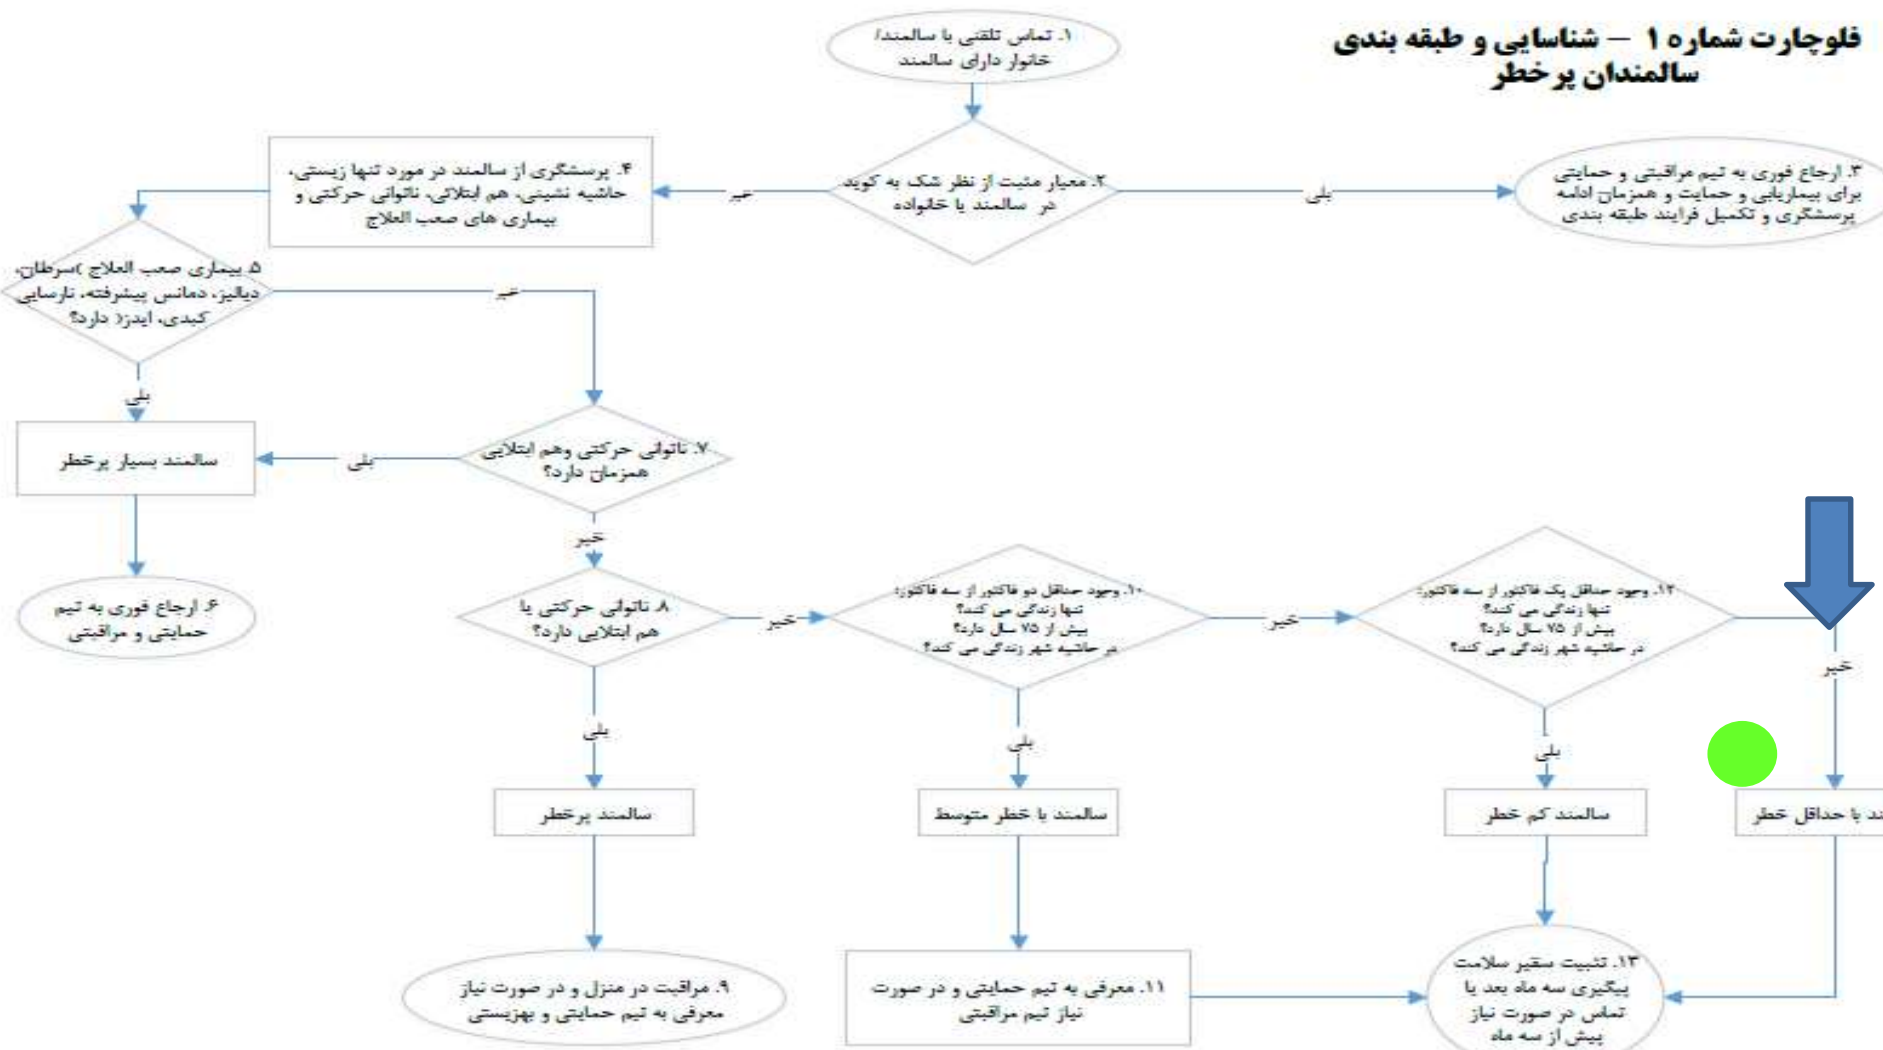 فلوچارت شماره ۱ – شناسایی و طبقه بندی
سالمندان پر خطر
۱. تماس تلقنی با سالمند/
خانوار دارای سالمند
۲. معیار مثبت از نظر شک به کوید
در سالمند یا خانواده
بلی
خیر
۳. ارجاع فوری به تیم مراقبتی و حمایتی
برای بیماریابی و حمایت و همزمان ادامه
پرسشگری و تکمیل فرایند طبقه بندی
۴. پرسشگری از سالمند در مورد تنها زیستی،
حاشیه نشینی، هم ابتلائی، ناتوانی حرکتی و
بیماری های صعب العلاج
۵. بیماری صعب العلاج )سرطان،
دیالیز، دمانس پیشرفته، نارسایی
کبدی، ایدز( دارد؟
خیر
بلی
سالمند بسیار پرخطر
۶. ارجاع فوری به تیم
حمایتی و مراقبتی
۷. ناتوانی حرکتی وهم ابتلایی
همزمان دارد؟
بلی
خیر
۸. ناتوانی حرکتی یا
هم ابتلایی دارد؟
خیر
بلی
سالمند پرخطر
۹. مراقبت در منزل و در صورت نیاز
معرفی به تیم حمایتی و بهزیستی
۱۰. وجود حداقل دو فاکتور از سه فاکتور:
تنها زندگی می کند؟
بیش از ۷۵ سال دارد؟
در حاشیه شهر زندگی می کند؟
خیر
بلی
سالمند با خطر متوسط
۱۱. معرفی به تیم حمایتی و در صورت
نیاز تیم مراقبتی
۱۲. وجود حداقل یک فاکتور از سه فاکتور:
تنها زندگی می کند؟
بیش از ۷۵ سال دارد؟
در حاشیه شهر زندگی می کند؟
خیر
بلی
سالمند کم خطر
ند با حداقل خطر
۱۳. تثبیت سفیر سلامت
پیگیری سه ماه بعد یا
تماس در صورت نیاز
پیش از سه ماه